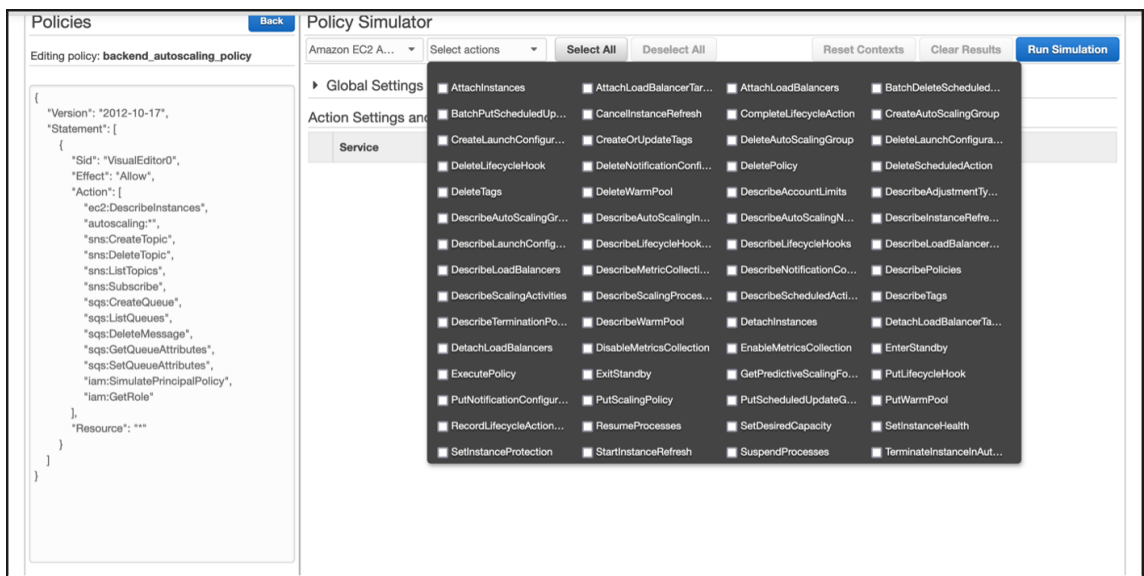 Policies
Back
Editing policy: backend_autoscaling_policy
{
"Version": "2012-10-17",
"Statement": [
{
"Sid": "VisualEditor0",
"Effect": "Allow",
"Action": [
"ec2:DescribeInstances",
"autoscaling:*",
"sns:CreateTopic",
"sns:DeleteTopic",
"sns:ListTopics",
"sns:Subscribe",
"sqs:CreateQueue",
"sqs:ListQueues",
"sqs:DeleteMessage",
"sqs:GetQueueAttributes",
"sqs:SetQueueAttributes",
"iam:SimulatePrincipalPolicy",
"iam:GetRole"
],
"Resource": "*"
}
]
}
Policy Simulator
Amazon EC2 A... Select actions Select All Deselect All Reset Contexts Clear Results Run Simulation
Global Settings
Action Settings and
Service
AttachInstances AttachLoadBalancerTar... AttachLoadBalancers BatchDeleteScheduled...
BatchPutScheduledUp... CancelInstanceRefresh CompleteLifecycleAction CreateAutoScalingGroup
CreateLaunchConfigur... CreateOrUpdateTags DeleteAutoScalingGroup DeleteLaunchConfigura...
DeleteLifecycleHook DeleteNotificationConfi... DeletePolicy DeleteScheduledAction
DeleteTags DeleteWarmPool DescribeAccountLimits DescribeAdjustmentTy...
DescribeAutoScalingGr... DescribeAutoScalingIn... DescribeAutoScalingN... DescribeInstanceRefre...
DescribeLaunchConfig... DescribeLifecycleHook... DescribeLifecycleHooks DescribeLoadBalancer...
DescribeLoadBalancers DescribeMetricCollecti... DescribeNotificationCo... DescribePolicies
DescribeScalingActivities DescribeScalingProces... DescribeScheduledActi... DescribeTags
DescribeTerminationPo... DescribeWarmPool DetachInstances DetachLoadBalancerTa...
DetachLoadBalancers DisableMetricsCollection EnableMetricsCollection EnterStandby
ExecutePolicy ExitStandby GetPredictiveScalingFo... PutLifecycleHook
PutNotificationConfigur... PutScalingPolicy PutScheduledUpdateG... PutWarmPool
RecordLifecycleAction... ResumeProcesses SetDesiredCapacity SetInstanceHealth
SetInstanceProtection StartInstanceRefresh SuspendProcesses TerminateInstanceInAut...